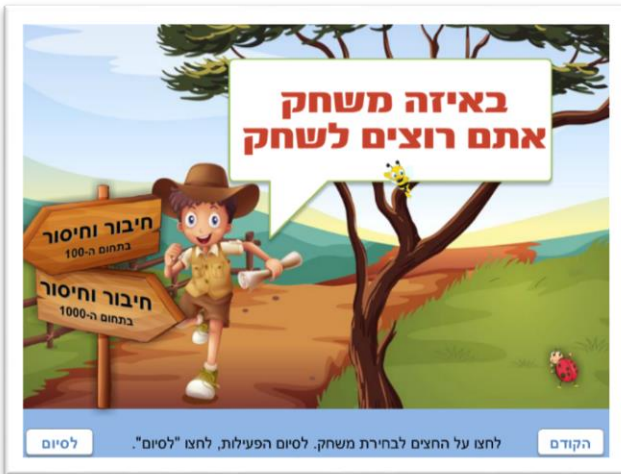 באיזה משחק
אתם רוצים לשחק
חיבור וחיסור
בתחום ה-100
חיבור וחיסור
בתחום ה-1000
הקודם
לחצו על החצים לבחירת משחק. לסיום הפעילות, לחצו "לסיום".
לסיום